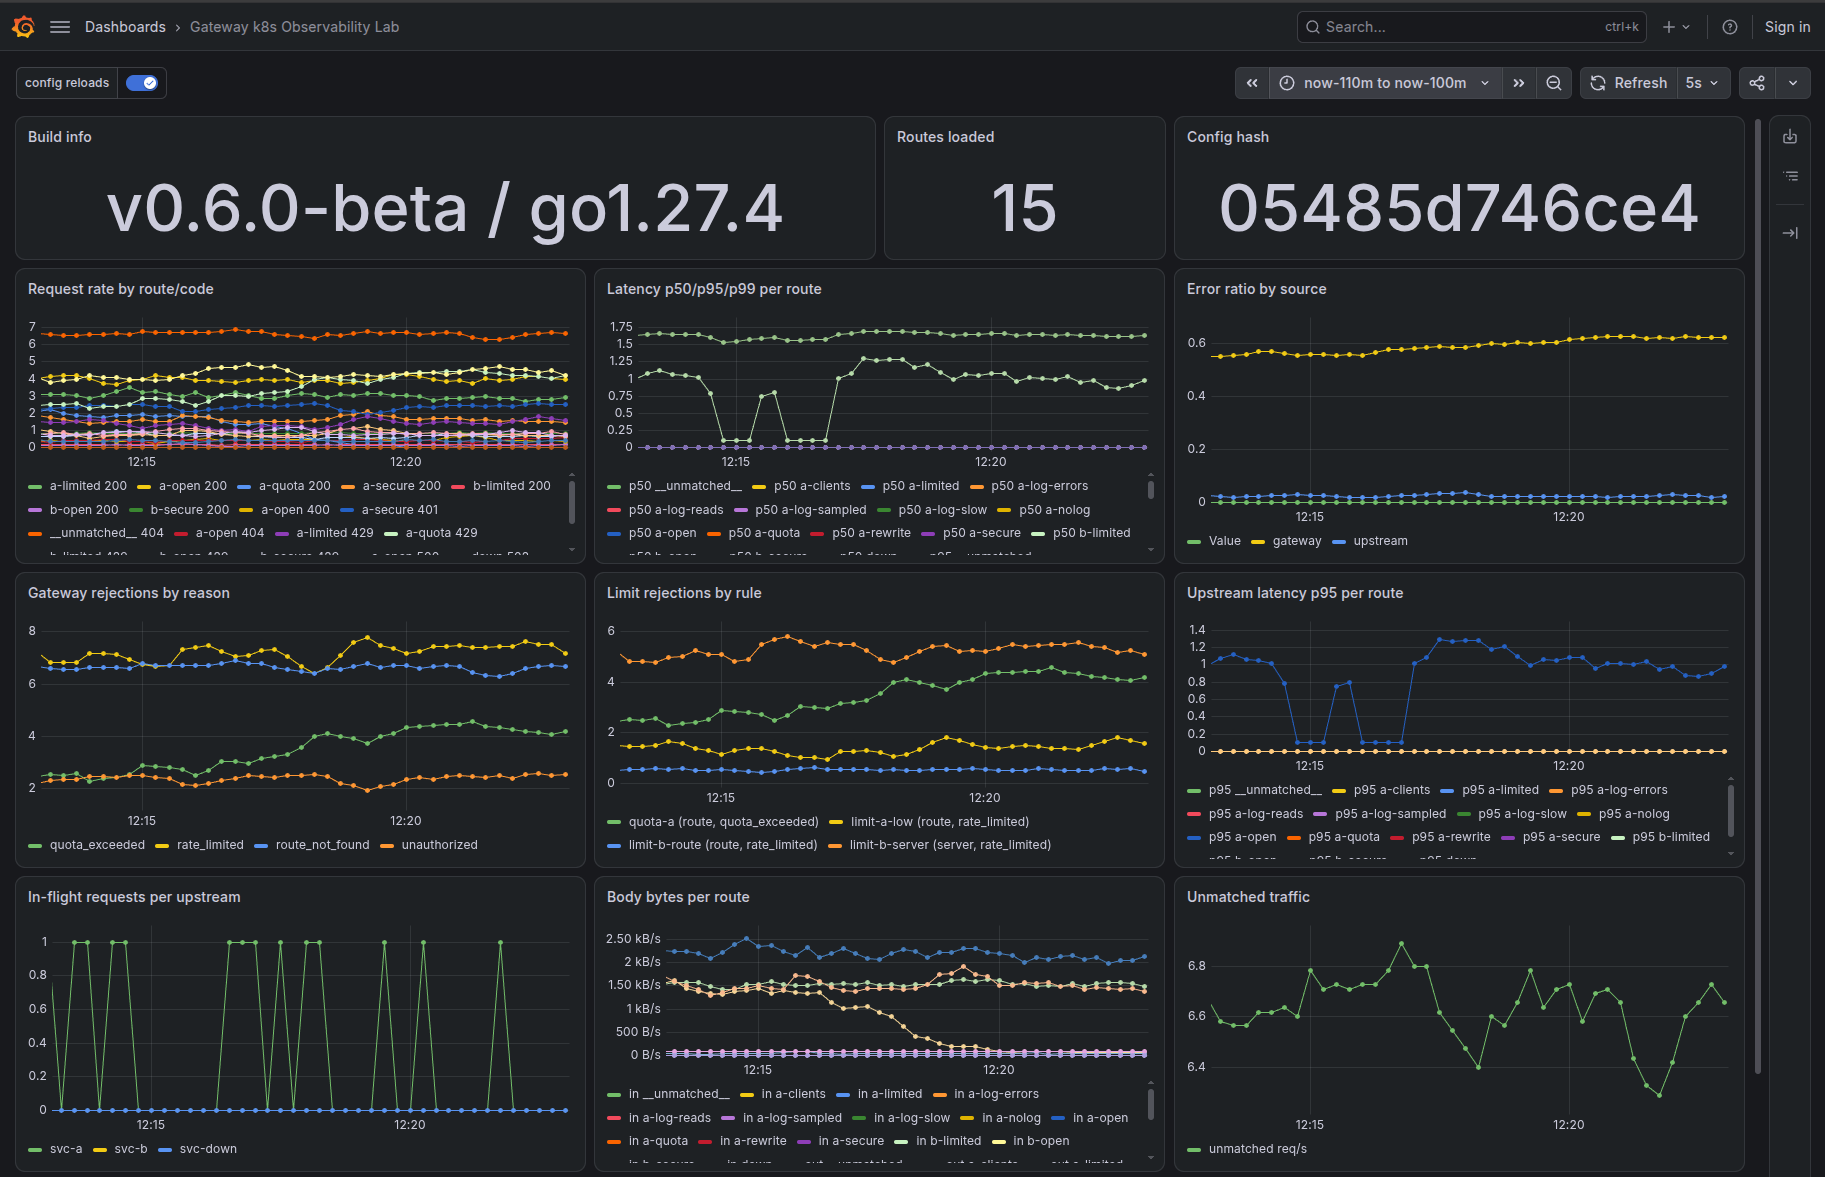 Dashboards › Gateway k8s Observability Lab
Search... ctrl+k
Sign in
config reloads
now-110m to now-100m
Refresh 5s
Build info
v0.6.0-beta / go1.27.4
Routes loaded
15
Config hash
05485d746ce4
Request rate by route/code
7
6
5
4
3
2
1
0
12:15 12:20
a-limited 200 a-open 200 a-quota 200 a-secure 200 b-limited 200
b-open 200 b-secure 200 a-open 400 a-secure 401
__unmatched__ 404 a-open 404 a-limited 429 a-quota 429
Latency p50/p95/p99 per route
1.75
1.5
1.25
1
0.75
0.5
0.25
0
12:15 12:20
p50 __unmatched__ p50 a-clients p50 a-limited p50 a-log-errors
p50 a-log-reads p50 a-log-sampled p50 a-log-slow p50 a-nolog
p50 a-open p50 a-quota p50 a-rewrite p50 a-secure p50 b-limited
Error ratio by source
0.6
0.4
0.2
0
12:15 12:20
Value gateway upstream
Gateway rejections by reason
8
6
4
2
12:15 12:20
quota_exceeded rate_limited route_not_found unauthorized
Limit rejections by rule
6
4
2
0
12:15 12:20
quota-a (route, quota_exceeded) limit-a-low (route, rate_limited)
limit-b-route (route, rate_limited) limit-b-server (server, rate_limited)
Upstream latency p95 per route
1.4
1.2
1
0.8
0.6
0.4
0.2
0
12:15 12:20
p95 __unmatched__ p95 a-clients p95 a-limited p95 a-log-errors
p95 a-log-reads p95 a-log-sampled p95 a-log-slow p95 a-nolog
p95 a-open p95 a-quota p95 a-rewrite p95 a-secure p95 b-limited
In-flight requests per upstream
1
0.8
0.6
0.4
0.2
0
12:15 12:20
svc-a svc-b svc-down
Body bytes per route
2.50 kB/s
2 kB/s
1.50 kB/s
1 kB/s
500 B/s
0 B/s
12:15 12:20
in __unmatched__ in a-clients in a-limited in a-log-errors
in a-log-reads in a-log-sampled in a-log-slow in a-nolog in a-open
in a-quota in a-rewrite in a-secure in b-limited in b-open
Unmatched traffic
6.8
6.6
6.4
12:15 12:20
unmatched req/s